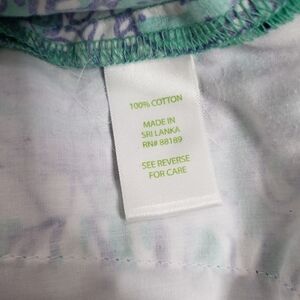 100% COTTON
MADE IN
SRI LANKA
RN# 88189
SEE REVERSE
FOR CARE